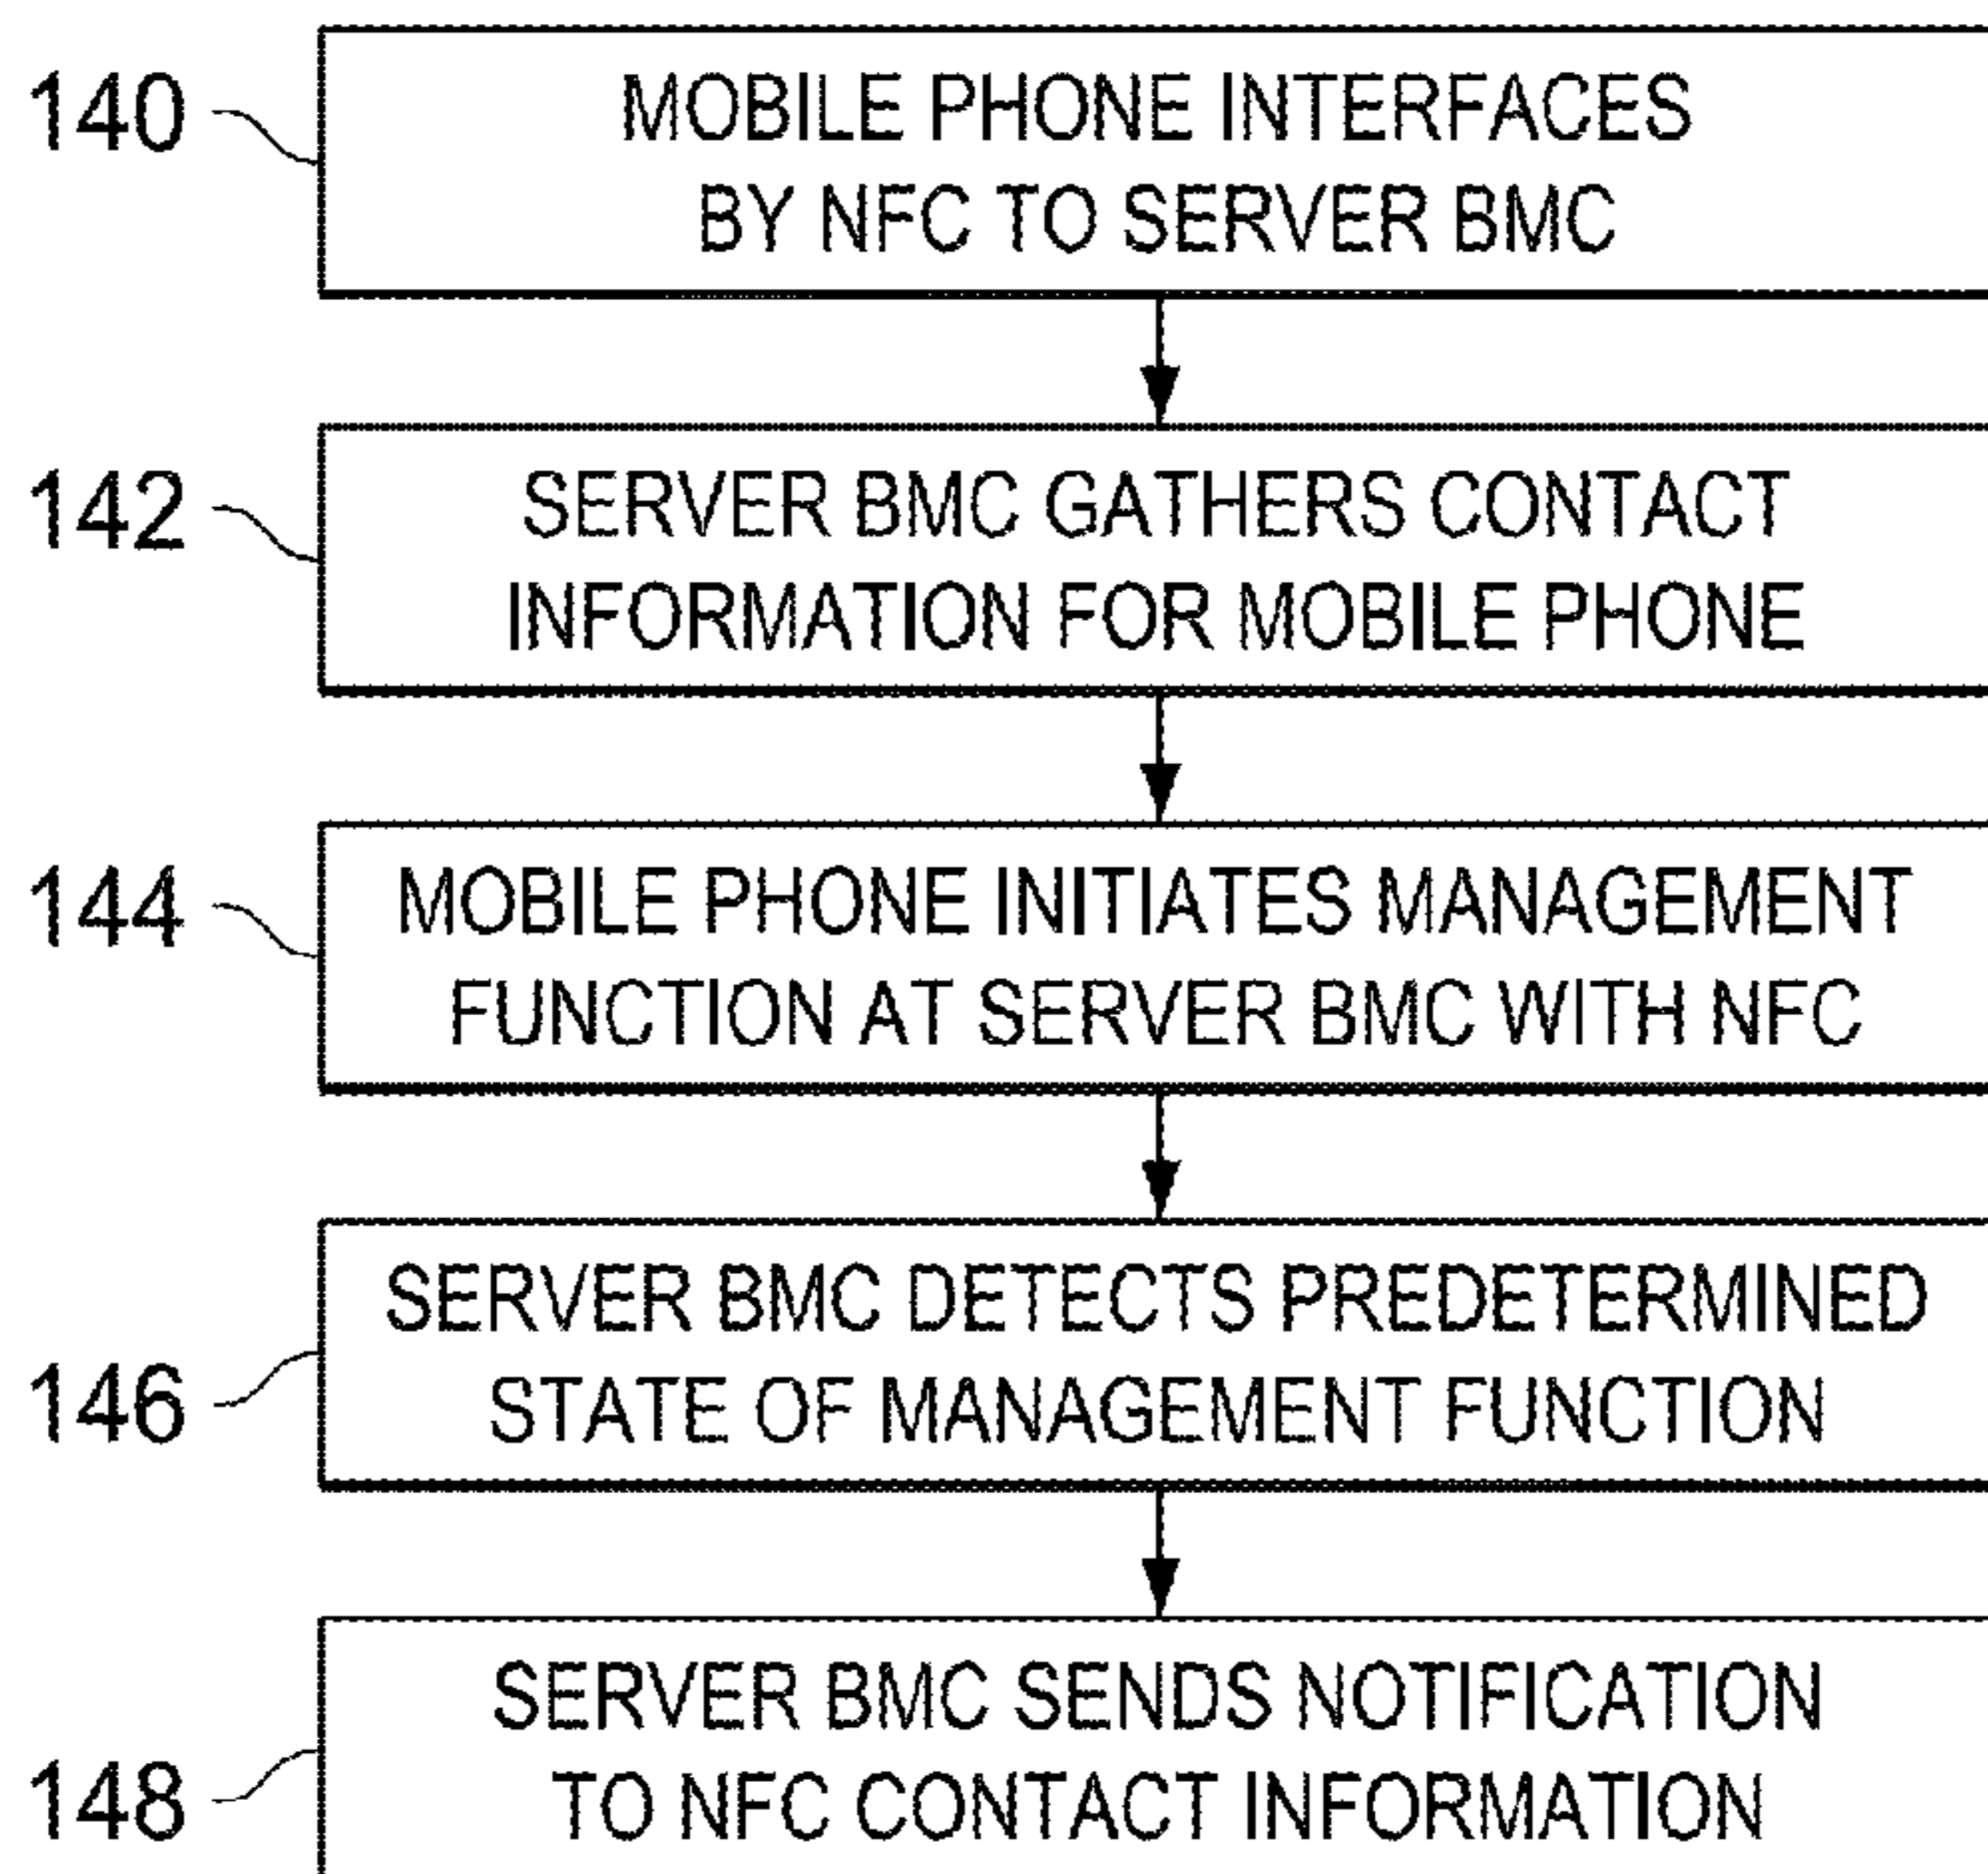 140
MOBILE PHONE INTERFACES
BY NFC TO SERVER BMC
142
SERVER BMC GATHERS CONTACT
INFORMATION FOR MOBILE PHONE
144
MOBILE PHONE INITIATES MANAGEMENT
FUNCTION AT SERVER BMC WITH NFC
146
SERVER BMC DETECTS PREDETERMINED
STATE OF MANAGEMENT FUNCTION
148
SERVER BMC SENDS NOTIFICATION
TO NFC CONTACT INFORMATION